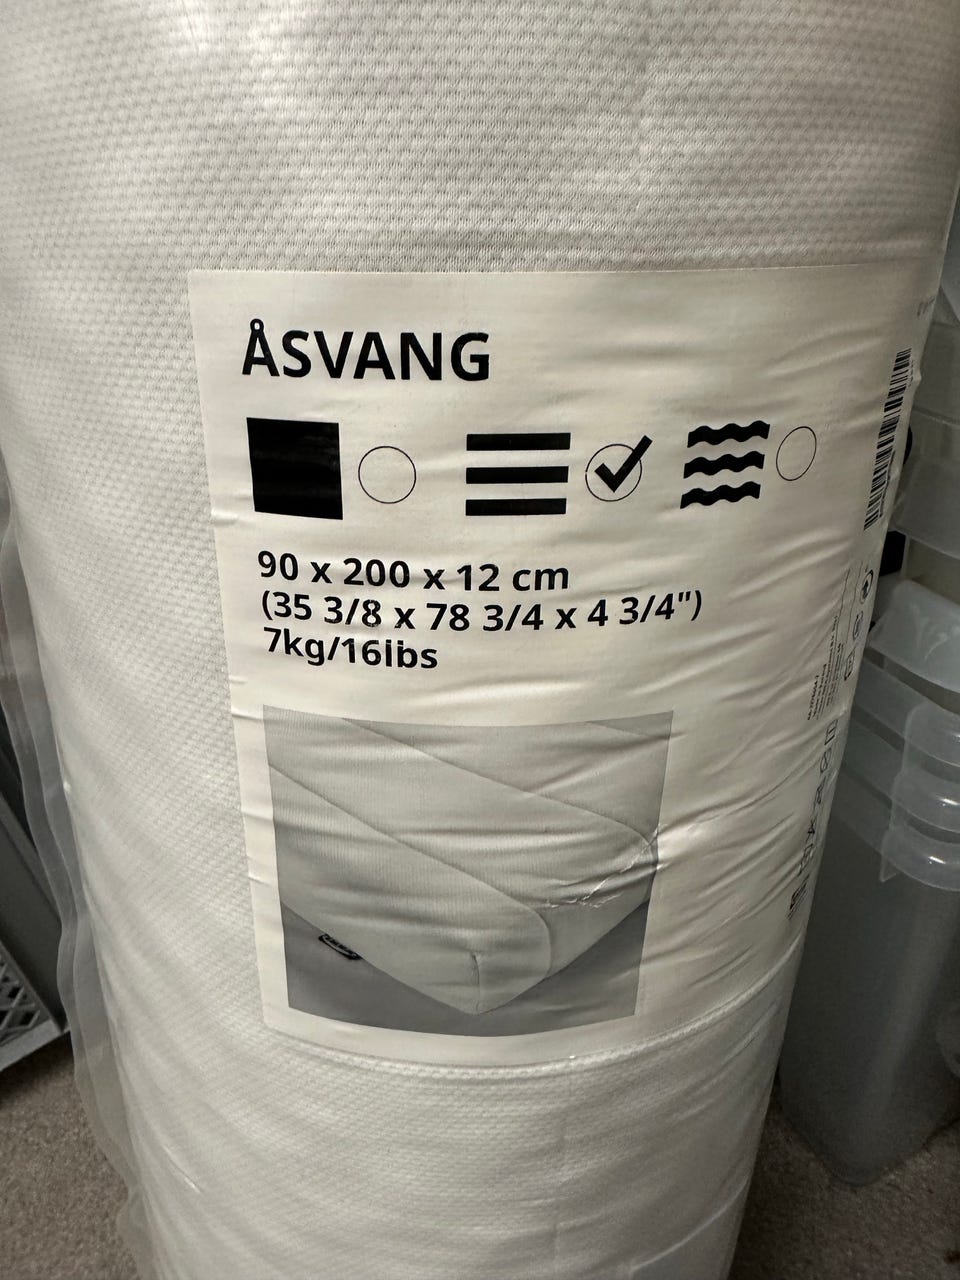 ÅSVANG
90 x 200 x 12 cm
(35 3/8 x 78 3/4 x 4 3/4")
7kg/16lbs